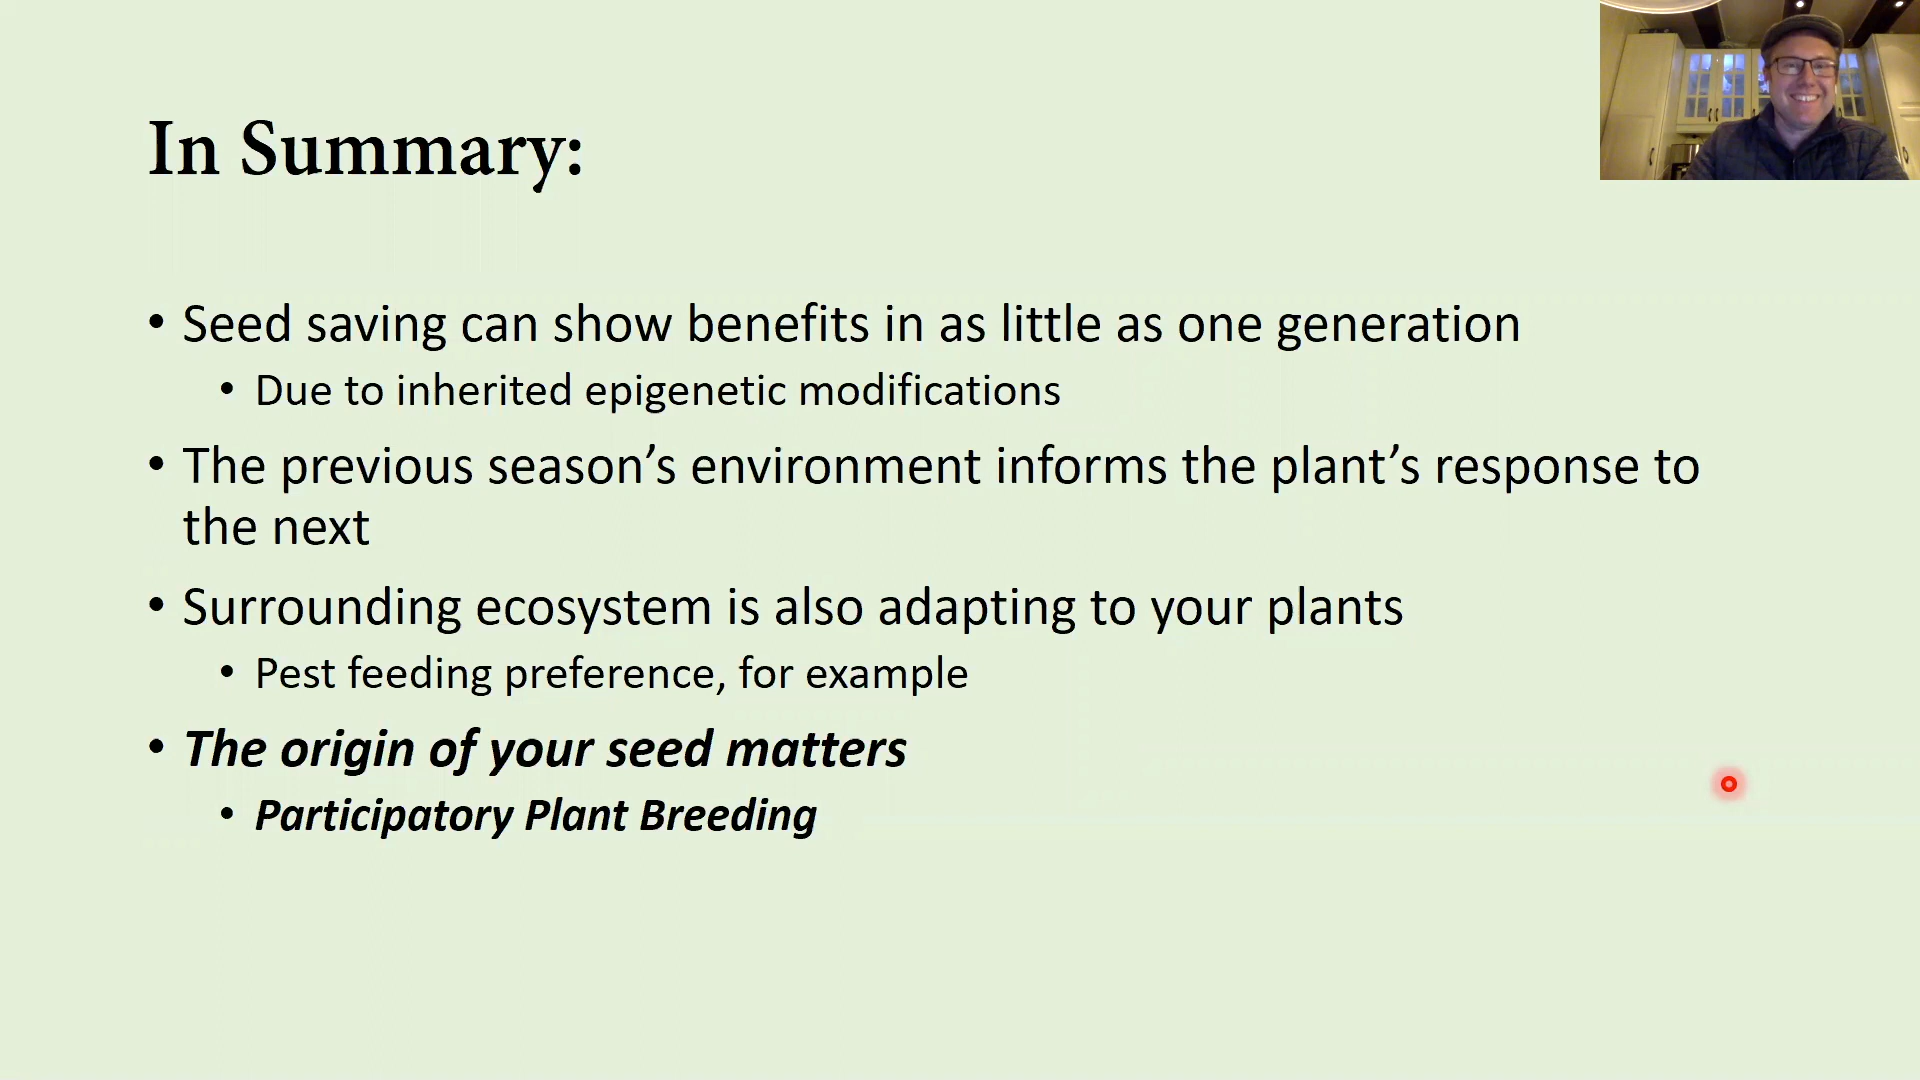 In Summary:
• Seed saving can show benefits in as little as one generation
• Due to inherited epigenetic modifications
• The previous season’s environment informs the plant’s response to
the next
• Surrounding ecosystem is also adapting to your plants
• Pest feeding preference, for example
• The origin of your seed matters
• Participatory Plant Breeding